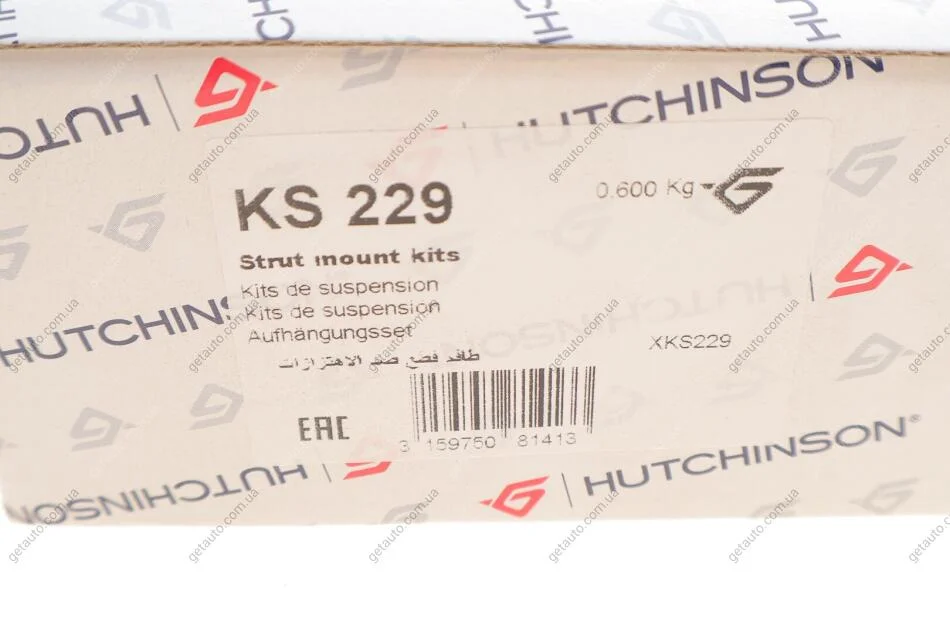 HUTCHINSON
HUTCHINSON
KS 229
0.600 Kg
Strut mount kits
Kits de suspension
Kits de suspension
Aufhängungsset
XKS229
HUTCHINSON
EAC
3 159750 81413
HUTCHINSON
HUTCHINSON®
getauto.com.ua